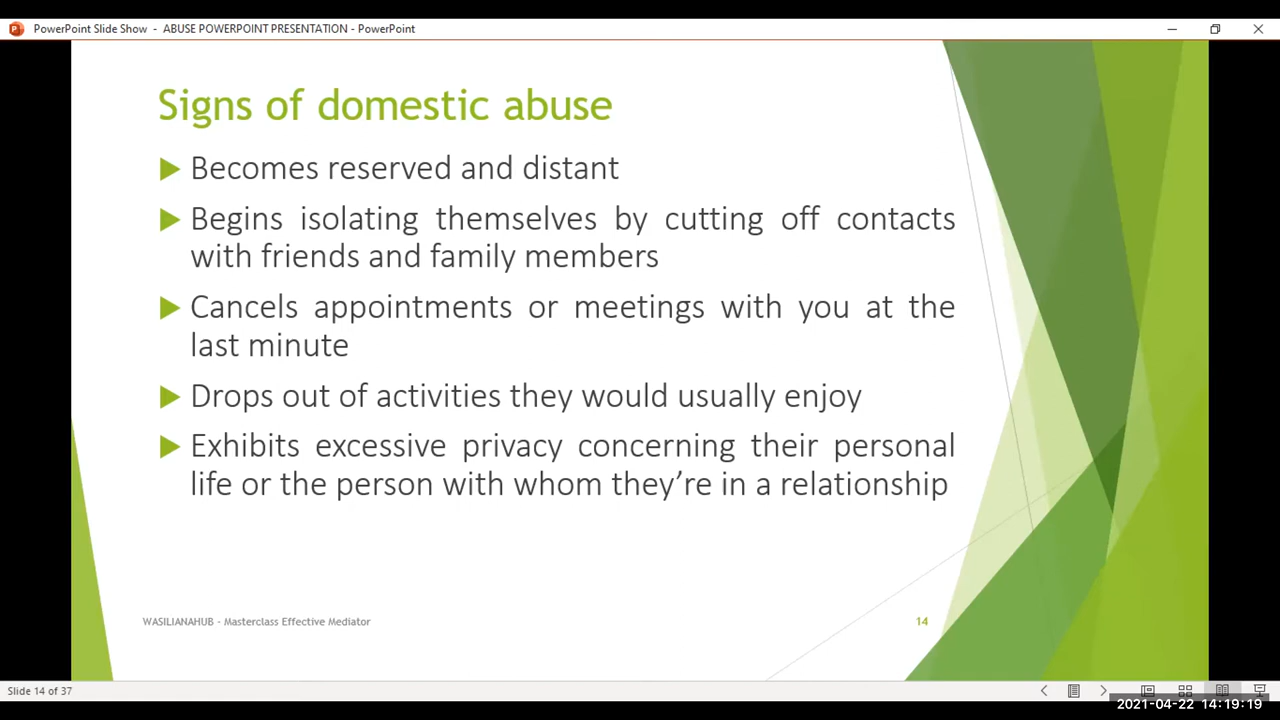 PowerPoint Slide Show - ABUSE POWERPOINT PRESENTATION - PowerPoint
Signs of domestic abuse
Becomes reserved and distant
Begins isolating themselves by cutting off contacts
with friends and family members
Cancels appointments or meetings with you at the
last minute
Drops out of activities they would usually enjoy
Exhibits excessive privacy concerning their personal
life or the person with whom they're in a relationship
WASILIANAHUB - Masterclass Effective Mediator
14
Slide 14 of 37
2021-04-22 14:19:19